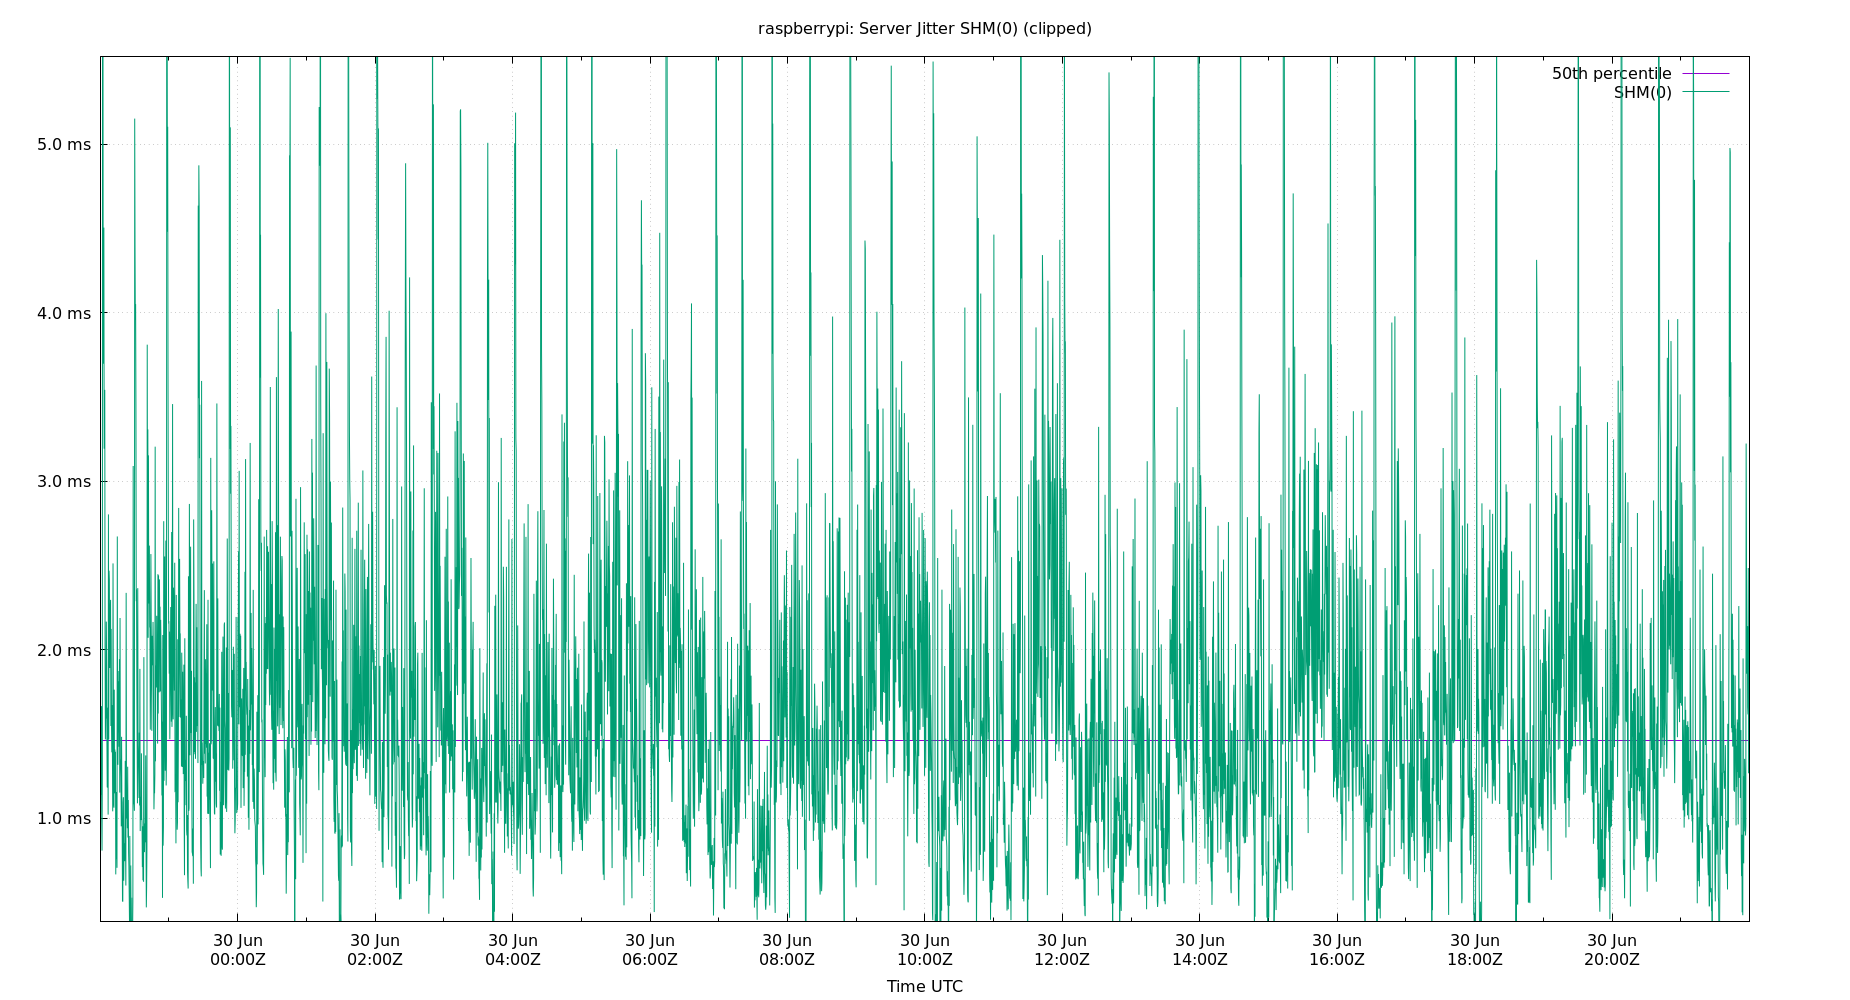 raspberrypi: Server Jitter SHM(0) (clipped)
50th percentile
SHM(0)
5.0 ms
4.0 ms
3.0 ms
2.0 ms
1.0 ms
30 Jun 30 Jun 30 Jun 30 Jun 30 Jun 30 Jun 30 Jun 30 Jun 30 Jun 30 Jun 30 Jun
00:00Z 02:00Z 04:00Z 06:00Z 08:00Z 10:00Z 12:00Z 14:00Z 16:00Z 18:00Z 20:00Z
Time UTC